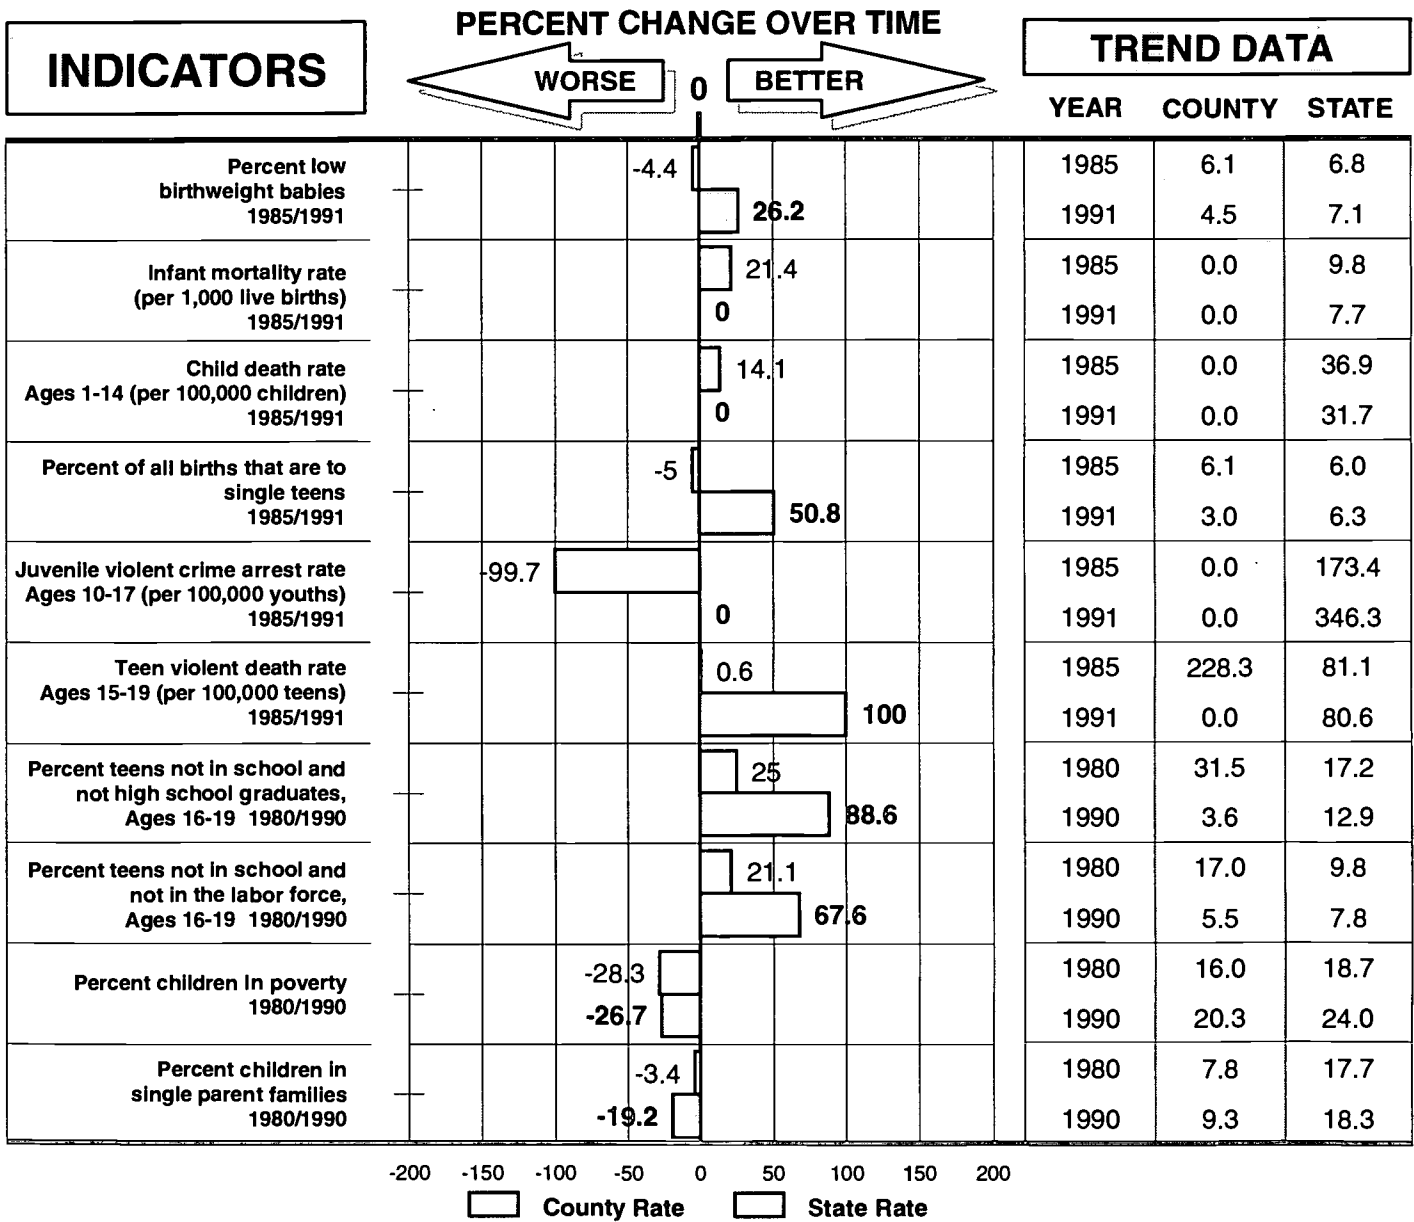 PERCENT CHANGE OVER TIME
INDICATORS
WORSE
0
BETTER
TREND DATA
YEAR COUNTY STATE
Percent low
birthweight babies
1985/1991
-4.4
26.2
1985 6.1 6.8
1991 4.5 7.1
Infant mortality rate
(per 1,000 live births)
1985/1991
21.4
0
1985 0.0 9.8
1991 0.0 7.7
Child death rate
Ages 1-14 (per 100,000 children)
1985/1991
14.1
0
1985 0.0 36.9
1991 0.0 31.7
Percent of all births that are to
single teens
1985/1991
-5
50.8
1985 6.1 6.0
1991 3.0 6.3
Juvenile violent crime arrest rate
Ages 10-17 (per 100,000 youths)
1985/1991
-99.7
0
1985 0.0 173.4
1991 0.0 346.3
Teen violent death rate
Ages 15-19 (per 100,000 teens)
1985/1991
0.6
100
1985 228.3 81.1
1991 0.0 80.6
Percent teens not in school and
not high school graduates,
Ages 16-19 1980/1990
25
88.6
1980 31.5 17.2
1990 3.6 12.9
Percent teens not in school and
not in the labor force,
Ages 16-19 1980/1990
21.1
67.6
1980 17.0 9.8
1990 5.5 7.8
Percent children In poverty
1980/1990
-28.3
-26.7
1980 16.0 18.7
1990 20.3 24.0
Percent children in
single parent families
1980/1990
-3.4
-19.2
1980 7.8 17.7
1990 9.3 18.3
-200 -150 -100 -50 0 50 100 150 200
County Rate State Rate